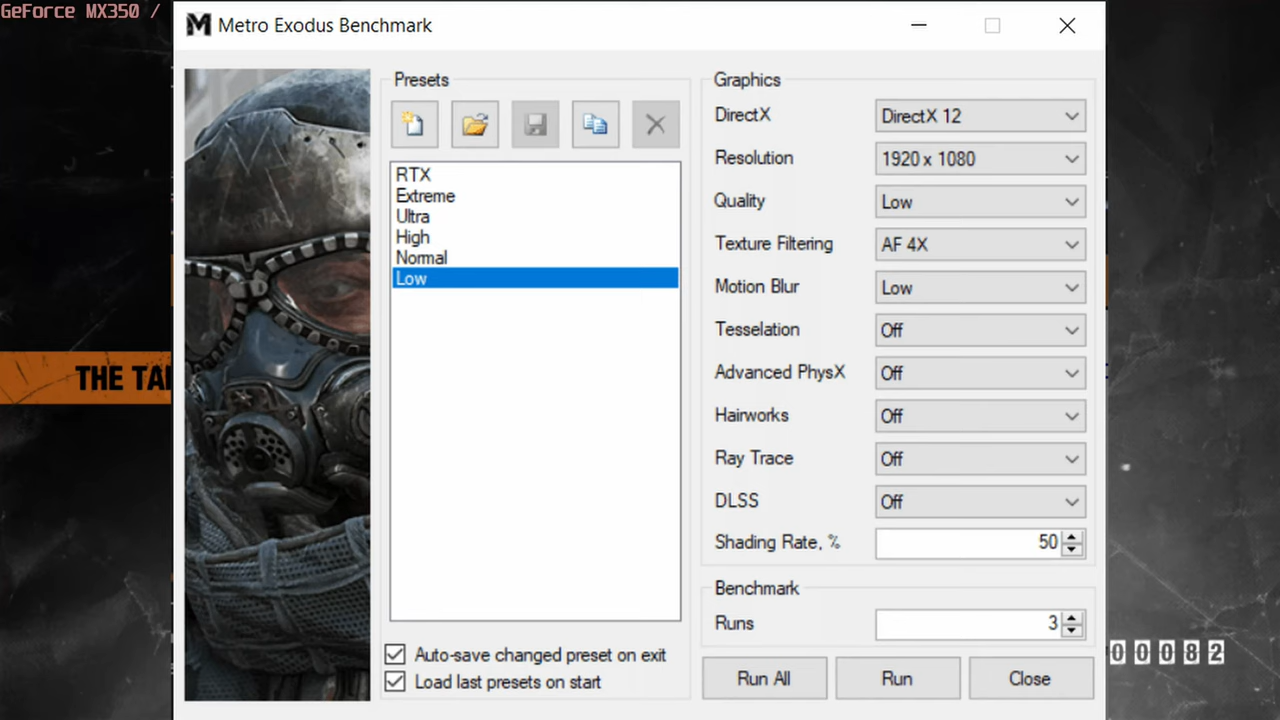 GeForce MX350 /
Metro Exodus Benchmark
Presets
RTX
Extreme
Ultra
High
Normal
Low
Auto-save changed preset on exit
Load last presets on start
Graphics
DirectX DirectX 12
Resolution 1920 x 1080
Quality Low
Texture Filtering AF 4X
Motion Blur Low
Tesselation Off
Advanced PhysX Off
Hairworks Off
Ray Trace Off
DLSS Off
Shading Rate, % 50
Benchmark
Runs 3
Run All Run Close
THE TA
00082